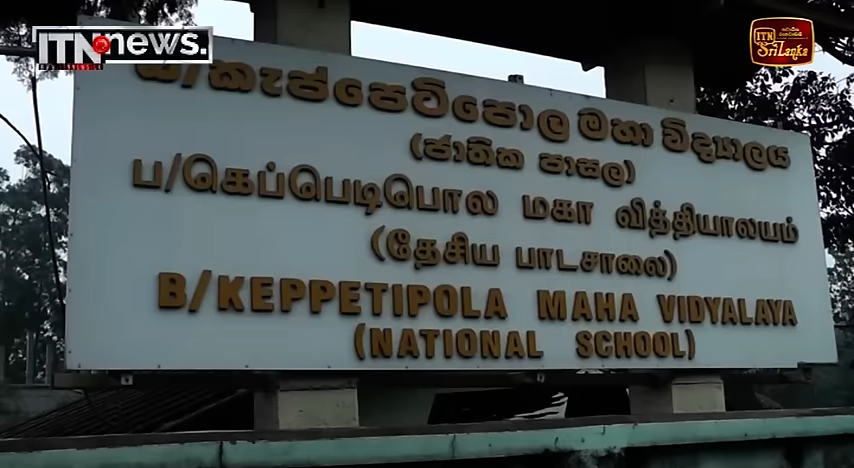 ITN news.
ITN
Sri Lanka
බ/කැප්පෙටිපොල මහා විද්‍යාලය
(ජාතික පාසල)
ப/கெப்பெடிபொல மகா வித்தியாலயம்
(தேசிய பாடசாலை)
B/KEPPETIPOLA MAHA VIDYALAYA
(NATIONAL SCHOOL)